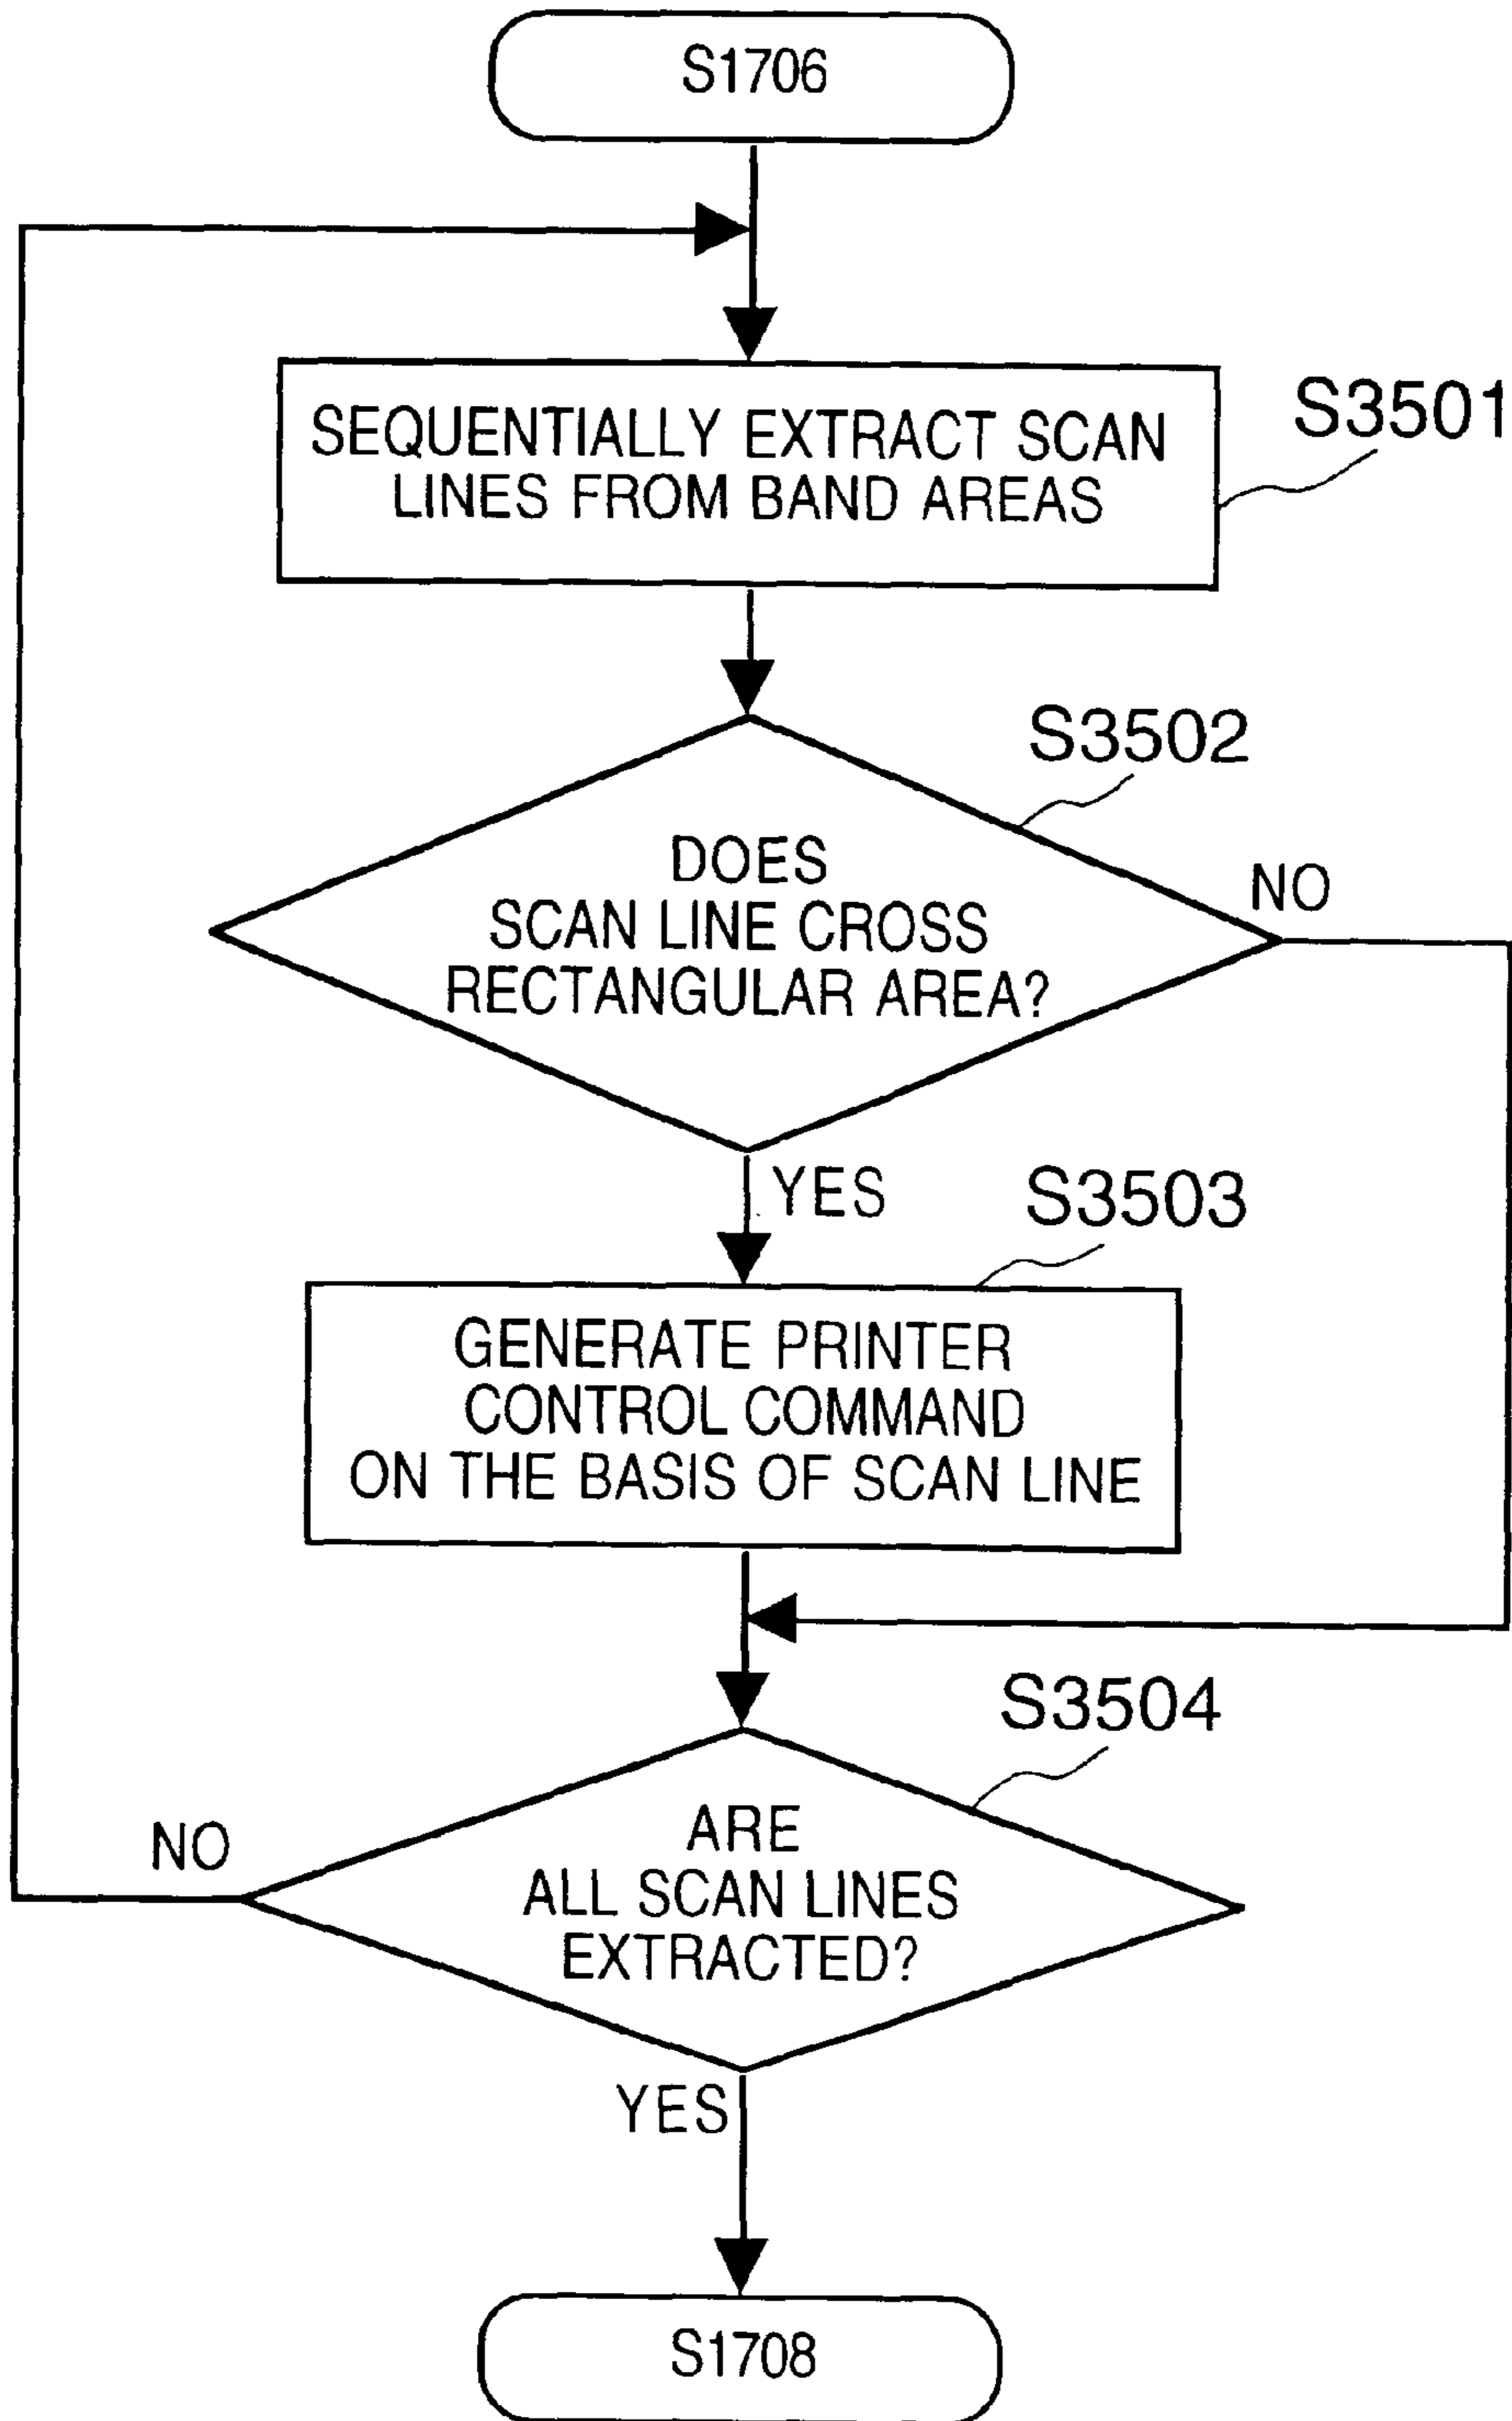 S1706
SEQUENTIALLY EXTRACT SCAN
LINES FROM BAND AREAS
S3501
S3502
DOES
SCAN LINE CROSS
RECTANGULAR AREA?
NO
YES
S3503
GENERATE PRINTER
CONTROL COMMAND
ON THE BASIS OF SCAN LINE
S3504
ARE
ALL SCAN LINES
EXTRACTED?
NO
YES
S1708